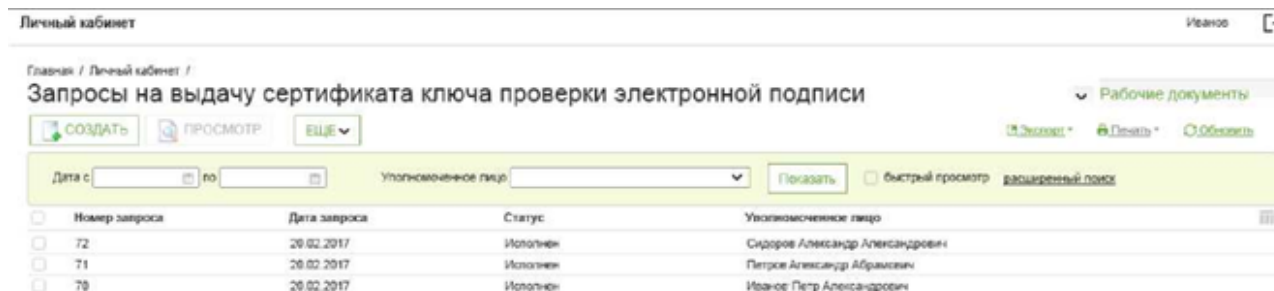 Личный кабинет Иванов
Главная / Личный кабинет /
Запросы на выдачу сертификата ключа проверки электронной подписи
Рабочие документы
СОЗДАТЬ ПРОСМОТР ЕЩЕ Экспорт Печать Обновить
Дата с по Уполномоченное лицо Показать быстрый просмотр расширенный поиск
Номер запроса Дата запроса Статус Уполномоченное лицо
72 20.02.2017 Исполнен Сидоров Александр Александрович
71 20.02.2017 Исполнен Петров Александр Абрамович
70 20.02.2017 Исполнен Иванов Петр Александрович